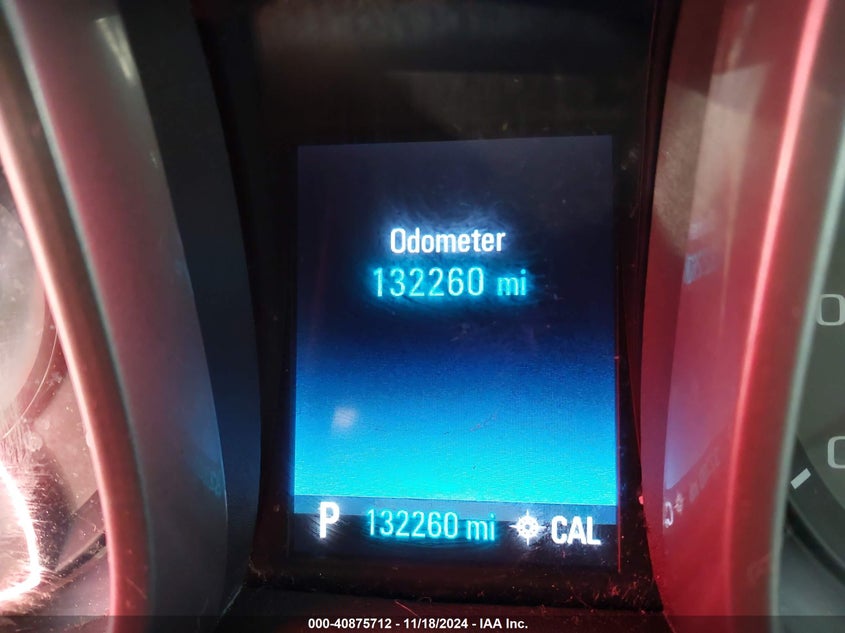 Odometer
132260 mi
P 132260 mi CAL
000-40875712 - 11/18/2024 - IAA Inc.